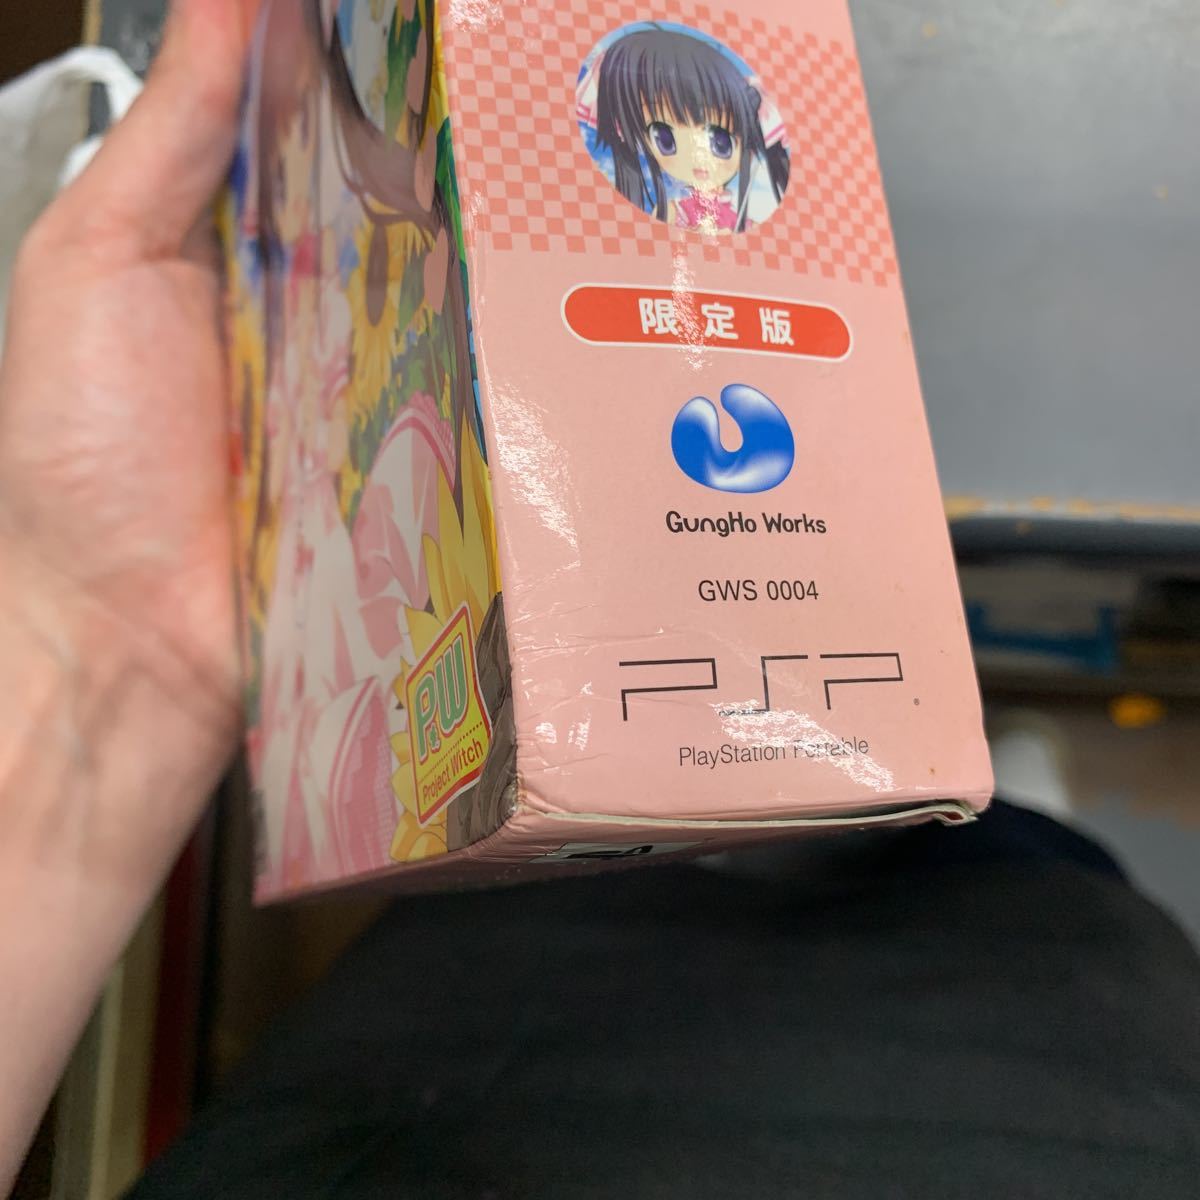 限定版
GungHo Works
GWS 0004
PSP
®
PlayStation Portable
P&W
Project Witch